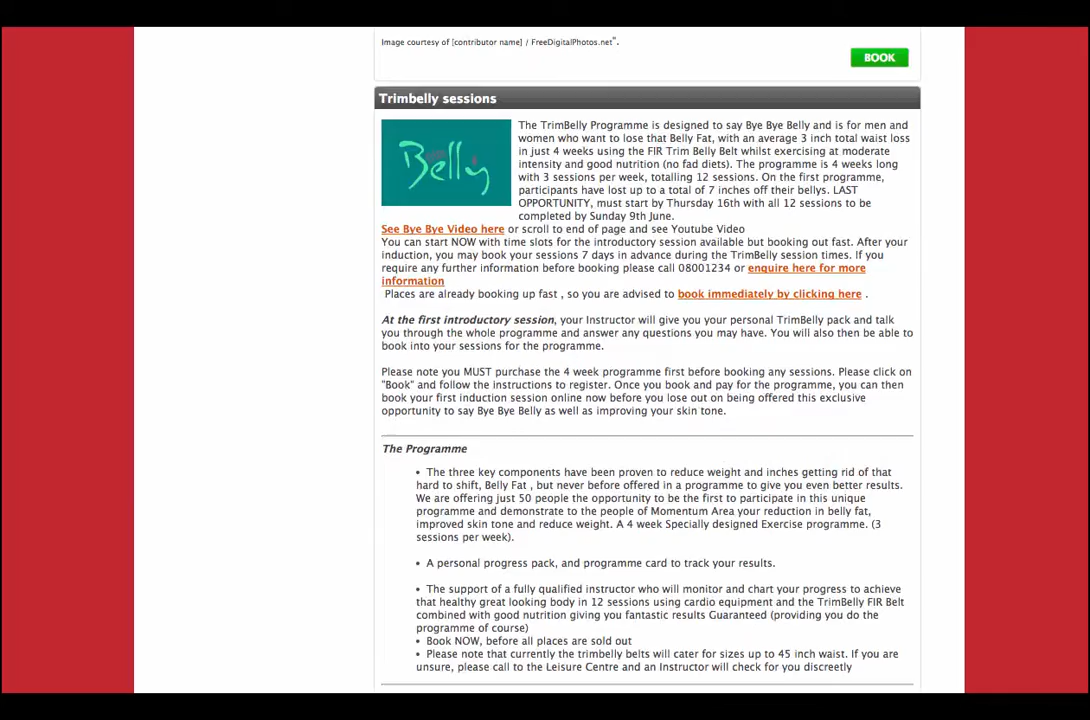 Image courtesy of [contributor name] / FreeDigitalPhotos.net".
BOOK
Trimbelly sessions
Belly
The TrimBelly Programme is designed to say Bye Bye Belly and is for men and
women who want to lose that Belly Fat, with an average 3 inch total waist loss
in just 4 weeks using the FIR Trim Belly Belt whilst exercising at moderate
intensity and good nutrition (no fad diets). The programme is 4 weeks long
with 3 sessions per week, totalling 12 sessions. On the first programme,
participants have lost up to a total of 7 inches off their bellys. LAST
OPPORTUNITY, must start by Thursday 16th with all 12 sessions to be
completed by Sunday 9th June.
See Bye Bye Video here or scroll to end of page and see Youtube Video
You can start NOW with time slots for the introductory session available but booking out fast. After your
induction, you may book your sessions 7 days in advance during the TrimBelly session times. If you
require any further information before booking please call 08001234 or enquire here for more
information
Places are already booking up fast , so you are advised to book immediately by clicking here .
At the first introductory session, your Instructor will give you your personal TrimBelly pack and talk
you through the whole programme and answer any questions you may have. You will also then be able to
book into your sessions for the programme.
Please note you MUST purchase the 4 week programme first before booking any sessions. Please click on
"Book" and follow the instructions to register. Once you book and pay for the programme, you can then
book your first induction session online now before you lose out on being offered this exclusive
opportunity to say Bye Bye Belly as well as improving your skin tone.
The Programme
• The three key components have been proven to reduce weight and inches getting rid of that
hard to shift, Belly Fat , but never before offered in a programme to give you even better results.
We are offering just 50 people the opportunity to be the first to participate in this unique
programme and demonstrate to the people of Momentum Area your reduction in belly fat,
improved skin tone and reduce weight. A 4 week Specially designed Exercise programme. (3
sessions per week).
• A personal progress pack, and programme card to track your results.
• The support of a fully qualified instructor who will monitor and chart your progress to achieve
that healthy great looking body in 12 sessions using cardio equipment and the TrimBelly FIR Belt
combined with good nutrition giving you fantastic results Guaranteed (providing you do the
programme of course)
• Book NOW, before all places are sold out
• Please note that currently the trimbelly belts will cater for sizes up to 45 inch waist. If you are
unsure, please call to the Leisure Centre and an Instructor will check for you discreetly